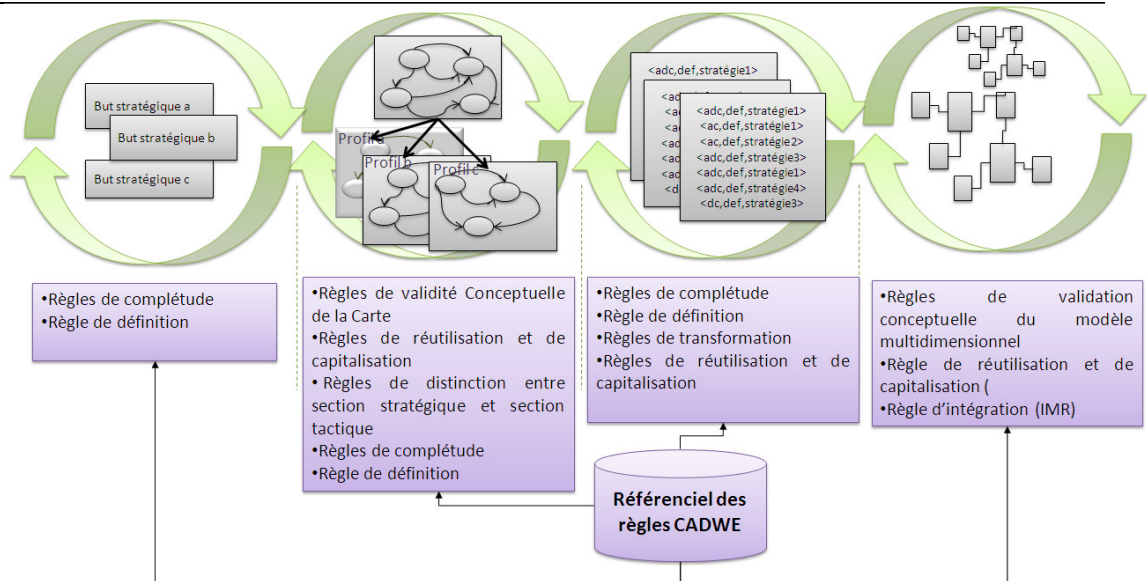 But stratégique a
But stratégique b
But stratégique c
Profil a
Profil b
Profil c
<adc,def,stratégie1>
<adc
<a
<a
<a
<a
<a
<d
<adc,def,stratégie1>
<ac,def,stratégie1>
<ac,def,stratégie2>
<adc,def,stratégie3>
<adc,def,stratégie1>
<adc,def,stratégie4>
<dc,def,stratégie3>
•Règles de complétude
•Règle de définition
•Règles de validité Conceptuelle
de la Carte
•Règles de réutilisation et de
capitalisation
• Règles de distinction entre
section stratégique et section
tactique
•Règles de complétude
•Règle de définition
•Règles de complétude
•Règle de définition
•Règles de transformation
•Règles de réutilisation et de
capitalisation
•Règles de validation
conceptuelle du modèle
multidimensionnel
•Règle de réutilisation et de
capitalisation (
•Règle d'intégration (IMR)
Référenciel des
règles CADWE